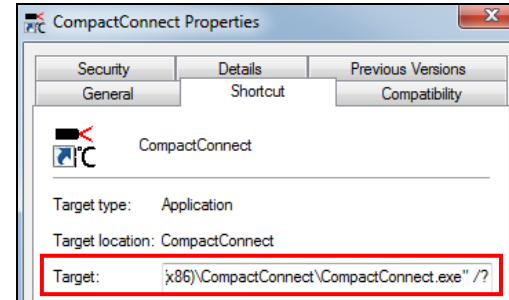 CompactConnect Properties
X
Security Details Previous Versions
General Shortcut Compatibility
°C CompactConnect
Target type: Application
Target location: CompactConnect
Target: x86)\CompactConnect\CompactConnect.exe" /?